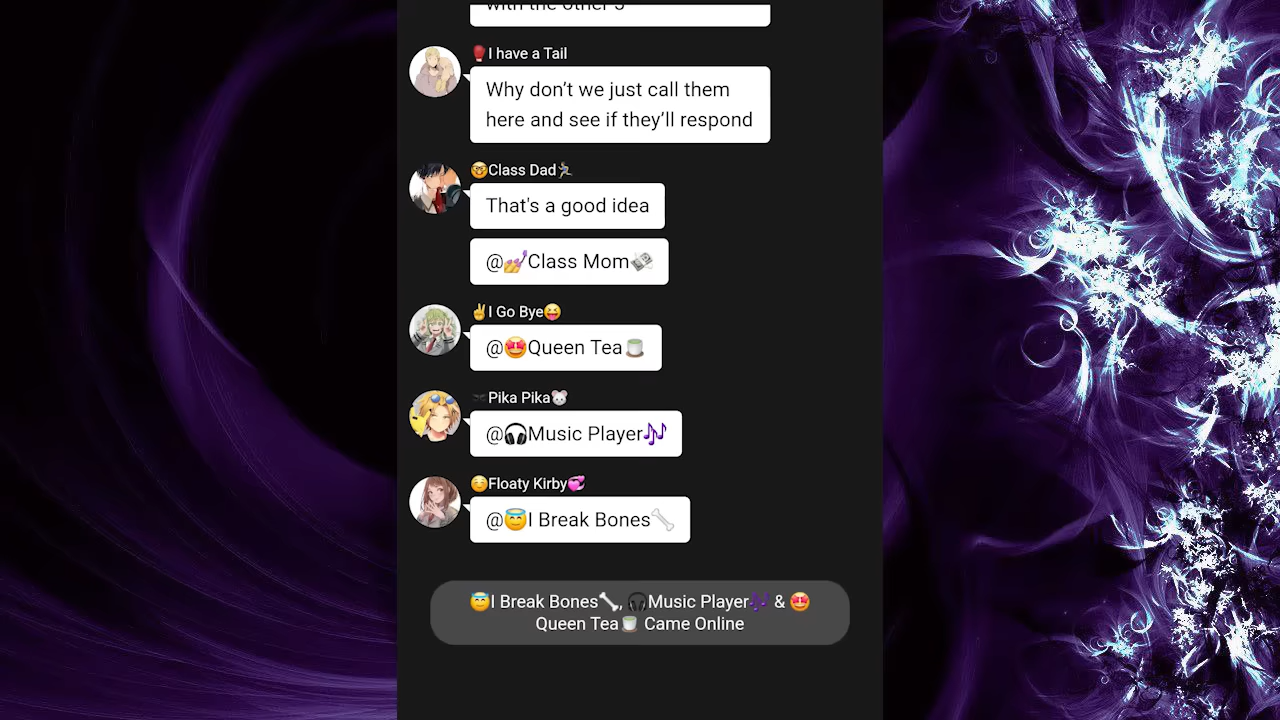 with the other 3
🥊I have a Tail
Why don’t we just call them
here and see if they’ll respond
🤓Class Dad🏃🏿‍♂️
That's a good idea
@💅Class Mom💸
✌️I Go Bye😜
@🤩Queen Tea🍵
Pika Pika🐭
@🎧Music Player🎶
☺️Floaty Kirby💞
@😇I Break Bones🦴
😇I Break Bones🦴, 🎧Music Player🎶 & 🤩
Queen Tea🍵 Came Online